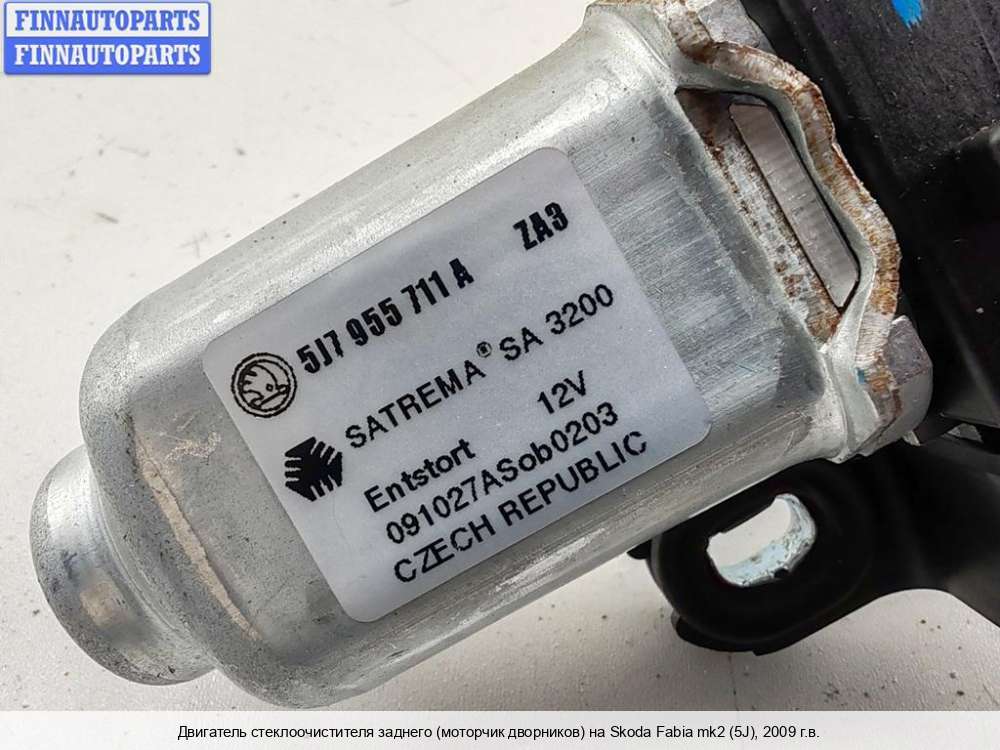 FINNAUTOPARTS
FINNAUTOPARTS
5J7 955 711 A ZA3
SATREMA® SA 3200
Entstort 12V
091027ASob0203
CZECH REPUBLIC
Двигатель стеклоочистителя заднего (моторчик дворников) на Skoda Fabia mk2 (5J), 2009 г.в.